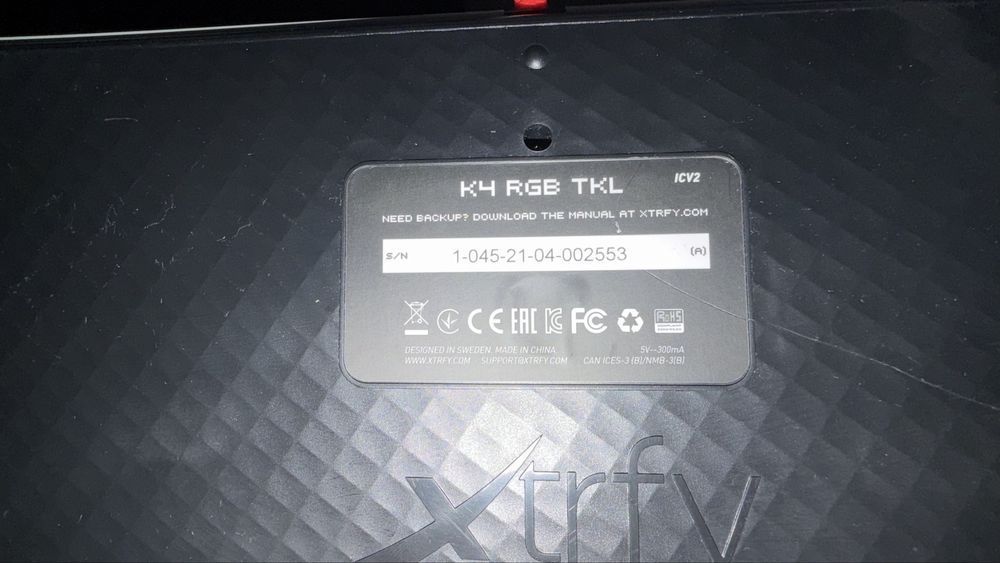 K4 RGB TKL
ICV2
NEED BACKUP? DOWNLOAD THE MANUAL AT XTRFY.COM
S/N 1-045-21-04-002553 (A)
CE EAC FC RoHS
DESIGNED IN SWEDEN. MADE IN CHINA. 5V⎓300mA
WWW.XTRFY.COM SUPPORT@XTRFY.COM CAN ICES-3 (B)/NMB-3(B)
xtrfy